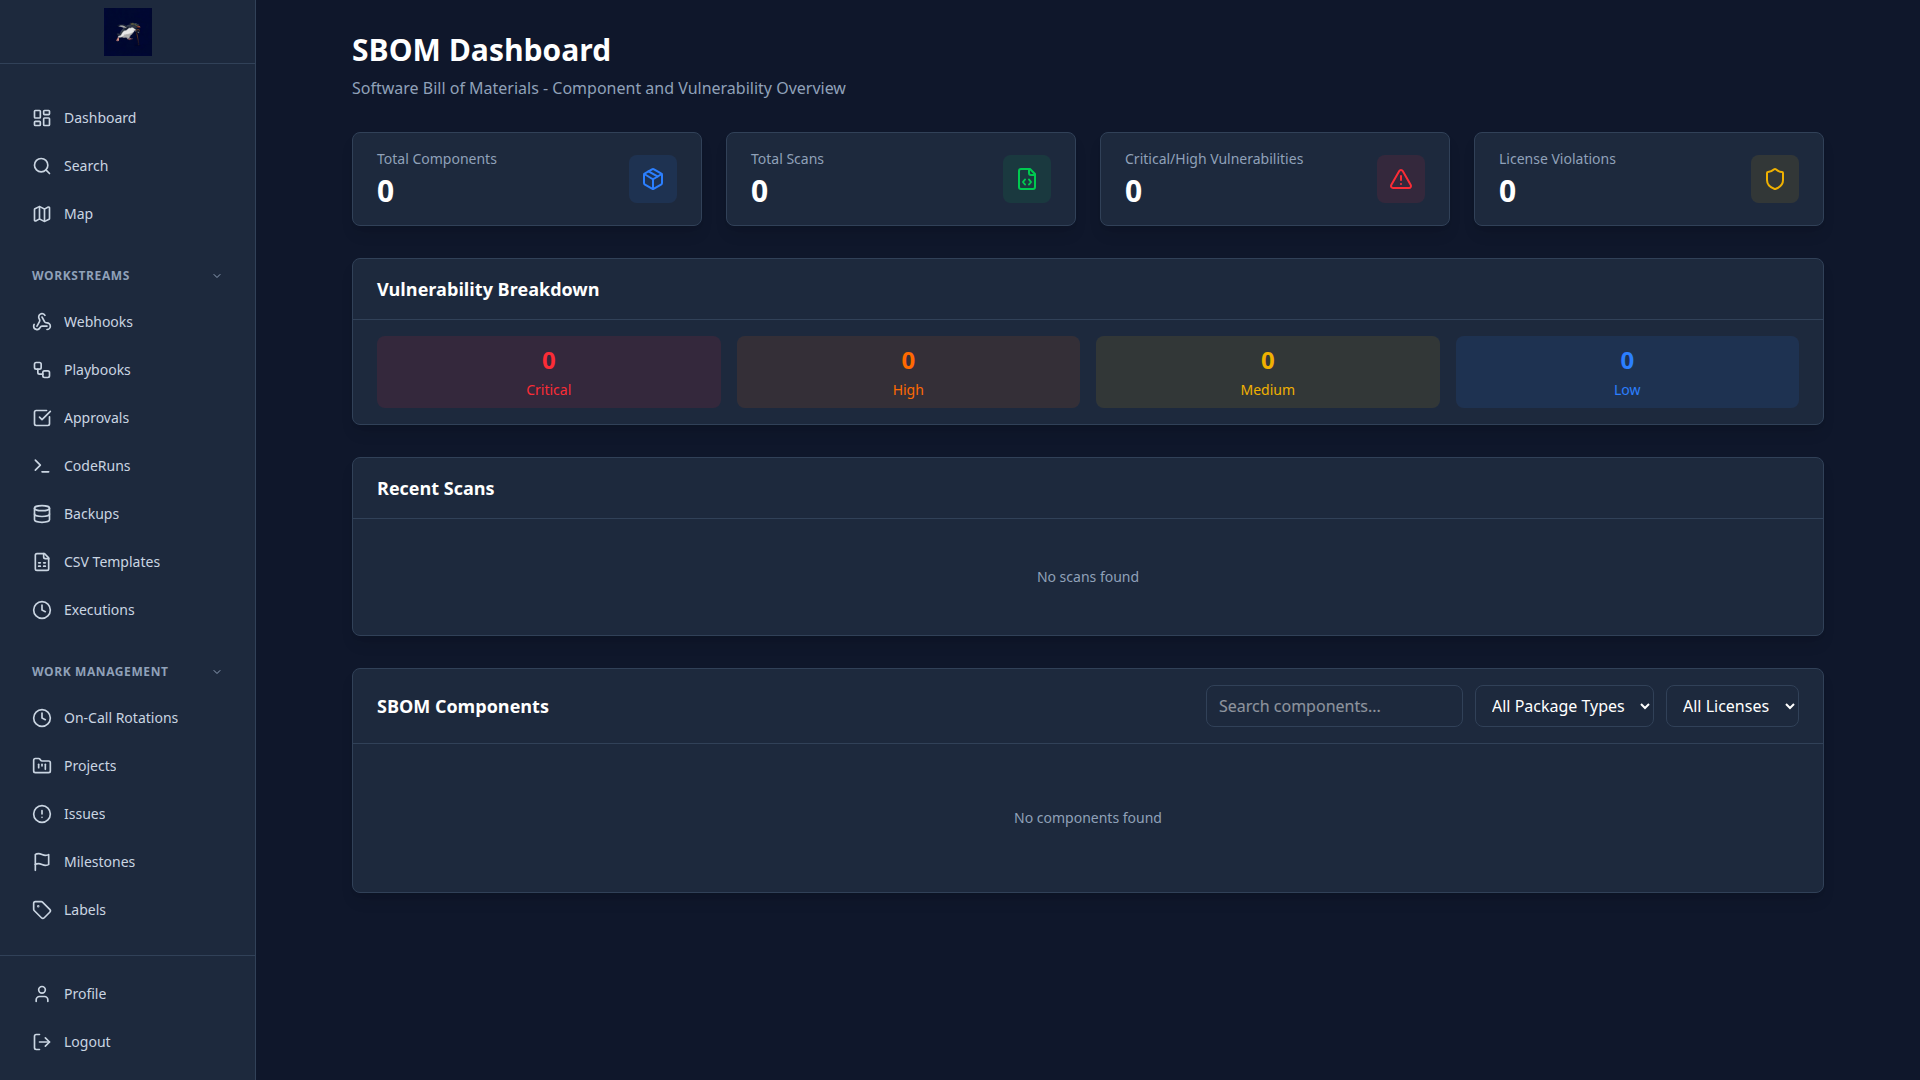 Dashboard
Search
Map
WORKSTREAMS
Webhooks
Playbooks
Approvals
CodeRuns
Backups
CSV Templates
Executions
WORK MANAGEMENT
On-Call Rotations
Projects
Issues
Milestones
Labels
Profile
Logout
SBOM Dashboard
Software Bill of Materials - Component and Vulnerability Overview
Total Components
0
Total Scans
0
Critical/High Vulnerabilities
0
License Violations
0
Vulnerability Breakdown
0
Critical
0
High
0
Medium
0
Low
Recent Scans
No scans found
SBOM Components
Search components...
All Package Types
All Licenses
No components found